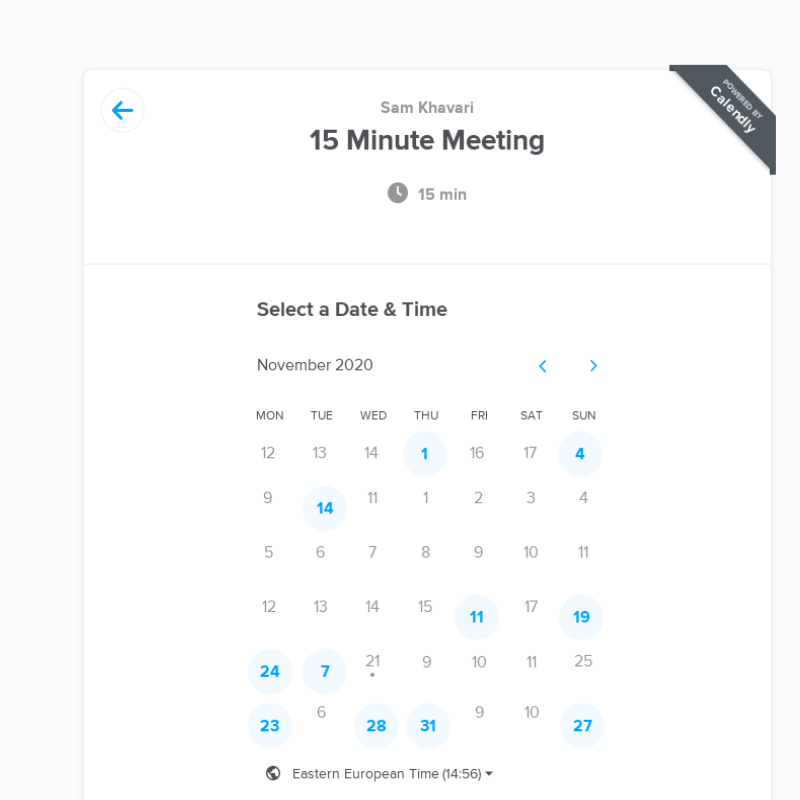 POWERED BY
Calendly
Sam Khavari
15 Minute Meeting
15 min
Select a Date & Time
November 2020
MON TUE WED THU FRI SAT SUN
12 13 14 1 16 17 4
9 14 11 1 2 3 4
5 6 7 8 9 10 11
12 13 14 15 11 17 19
24 7 21 9 10 11 25
23 6 28 31 9 10 27
Eastern European Time (14:56)